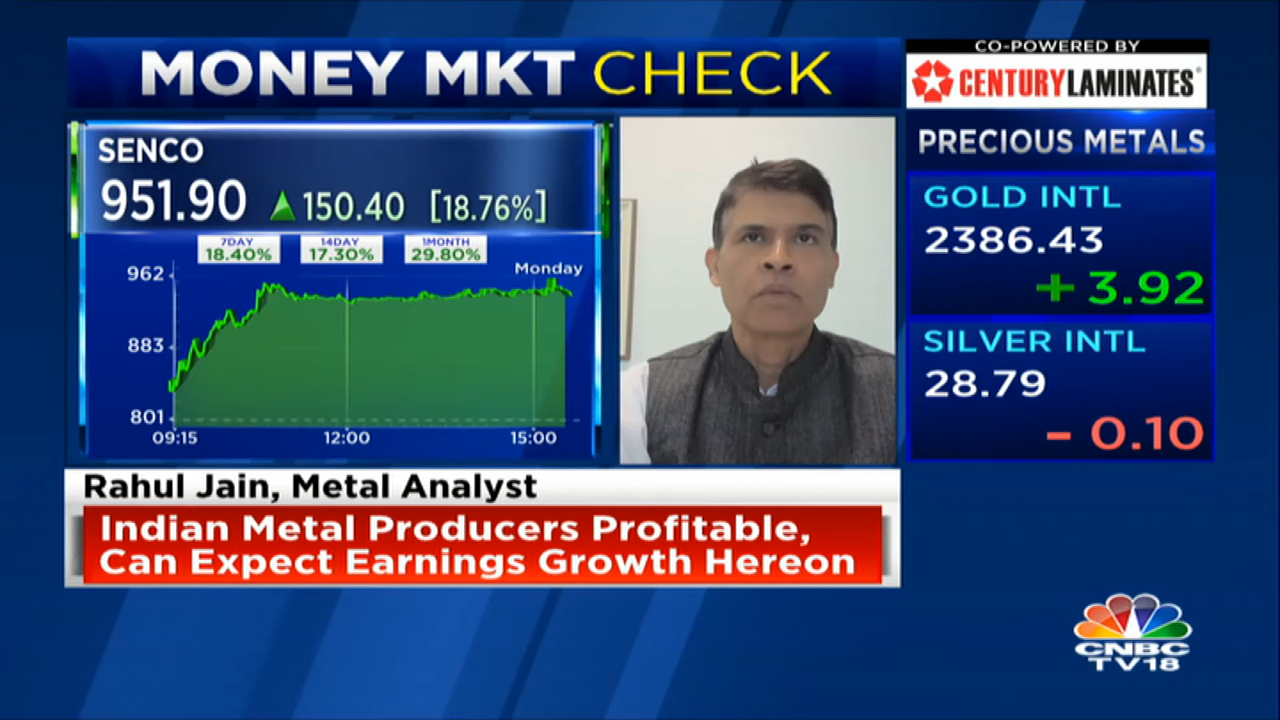 MONEY MKT CHECK
CO-POWERED BY
CENTURYLAMINATES®
SENCO
951.90 ▲ 150.40 [18.76%]
7DAY 14DAY 1MONTH
18.40% 17.30% 29.80%
Monday
962
883
801
09:15 12:00 15:00
PRECIOUS METALS
GOLD INTL
2386.43
+ 3.92
SILVER INTL
28.79
- 0.10
Rahul Jain, Metal Analyst
Indian Metal Producers Profitable,
Can Expect Earnings Growth Hereon
CNBC
TV18